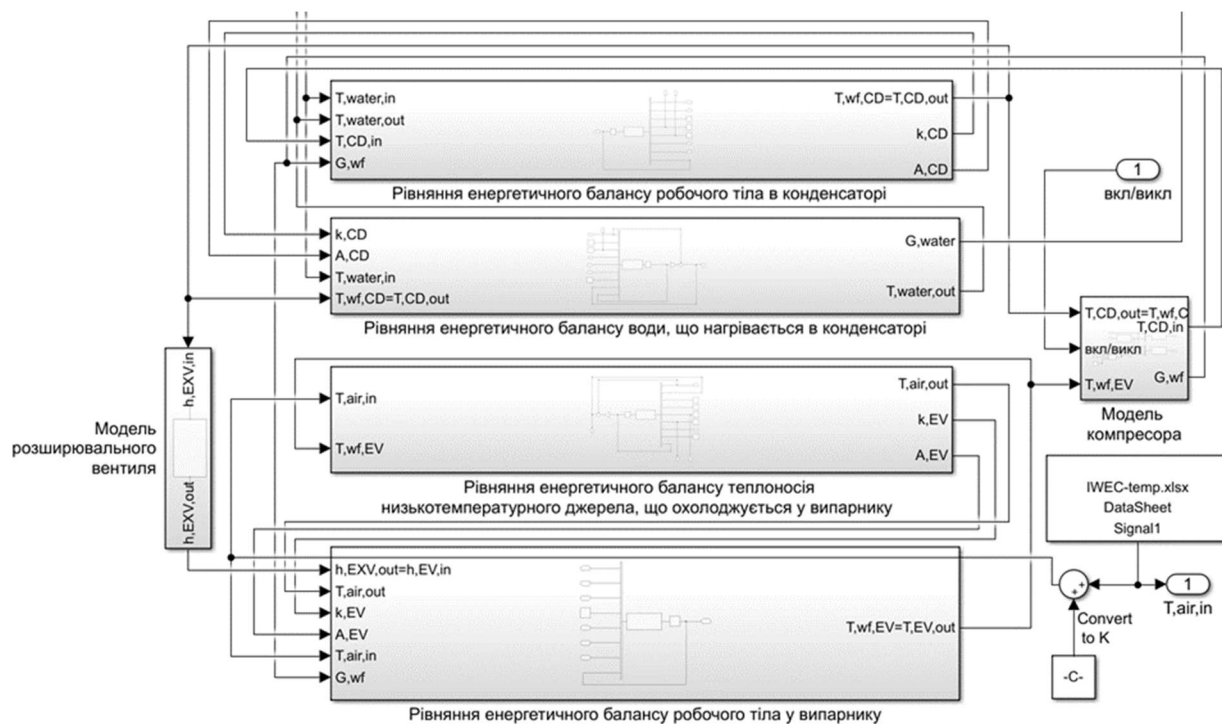 T,water,in
T,water,out
T,CD,in
G,wf
T,wf,CD=T,CD,out
k,CD
A,CD
Рівняння енергетичного балансу робочого тіла в конденсаторі
1
вкл/викл
k,CD
A,CD
T,water,in
T,wf,CD=T,CD,out
G,water
T,water,out
Рівняння енергетичного балансу води, що нагрівається в конденсаторі
T,CD,out=T,wf,C
T,CD,in
вкл/викл
G,wf
T,wf,EV
Модель
компресора
h,EXV,in
h,EXV,out
Модель
розширювального
вентиля
T,air,in
T,wf,EV
T,air,out
k,EV
A,EV
Рівняння енергетичного балансу теплоносія
низькотемпературного джерела, що охолоджується у випарнику
IWEC-temp.xlsx
DataSheet
Signal1
h,EXV,out=h,EV,in
T,air,out
k,EV
A,EV
T,air,in
G,wf
T,wf,EV=T,EV,out
Рівняння енергетичного балансу робочого тіла у випарнику
+
+
Convert
to K
1
T,air,in
-C-